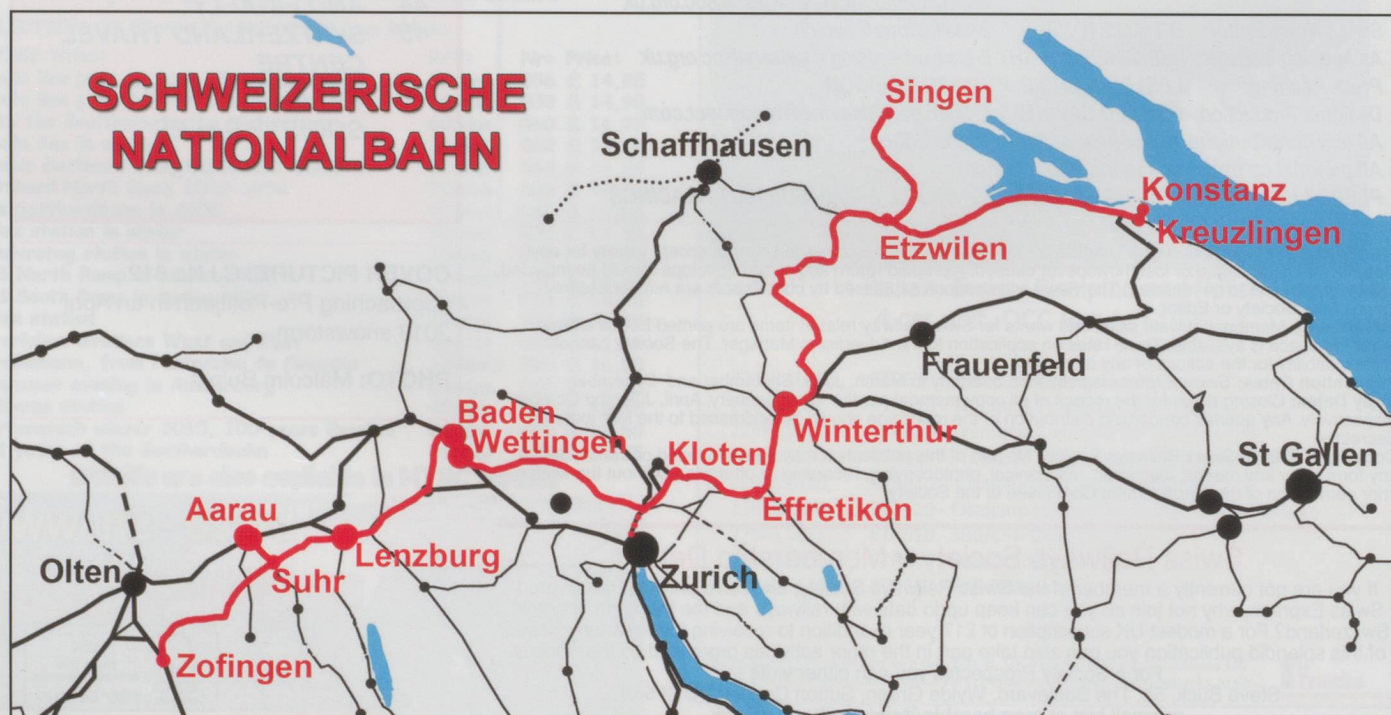 SCHWEIZERISCHE
NATIONALBAHN
Singen
Schaffhausen
Konstanz
Kreuzlingen
Etzwilen
Frauenfeld
Baden
Wettingen
Winterthur
Kloten
St Gallen
Aarau
Effretikon
Lenzburg
Olten
Suhr
Zurich
Zofingen